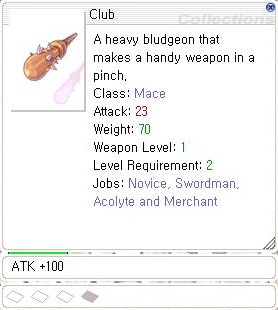 Club
Collections
A heavy bludgeon that
makes a handy weapon in a
pinch.
Class: Mace
Attack: 23
Weight: 70
Weapon Level: 1
Level Requirement: 2
Jobs: Novice, Swordman,
Acolyte and Merchant
ATK +100